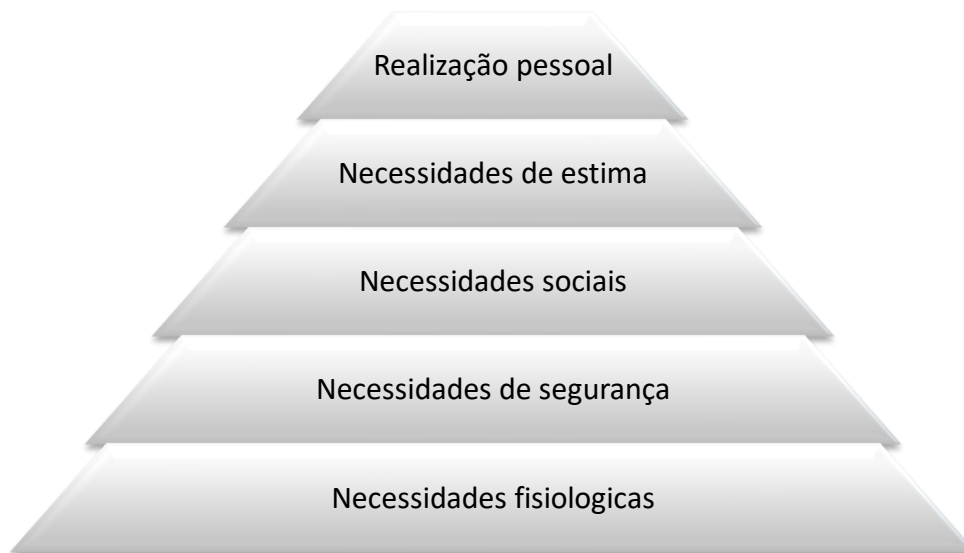 Realização pessoal
Necessidades de estima
Necessidades sociais
Necessidades de segurança
Necessidades fisiologicas